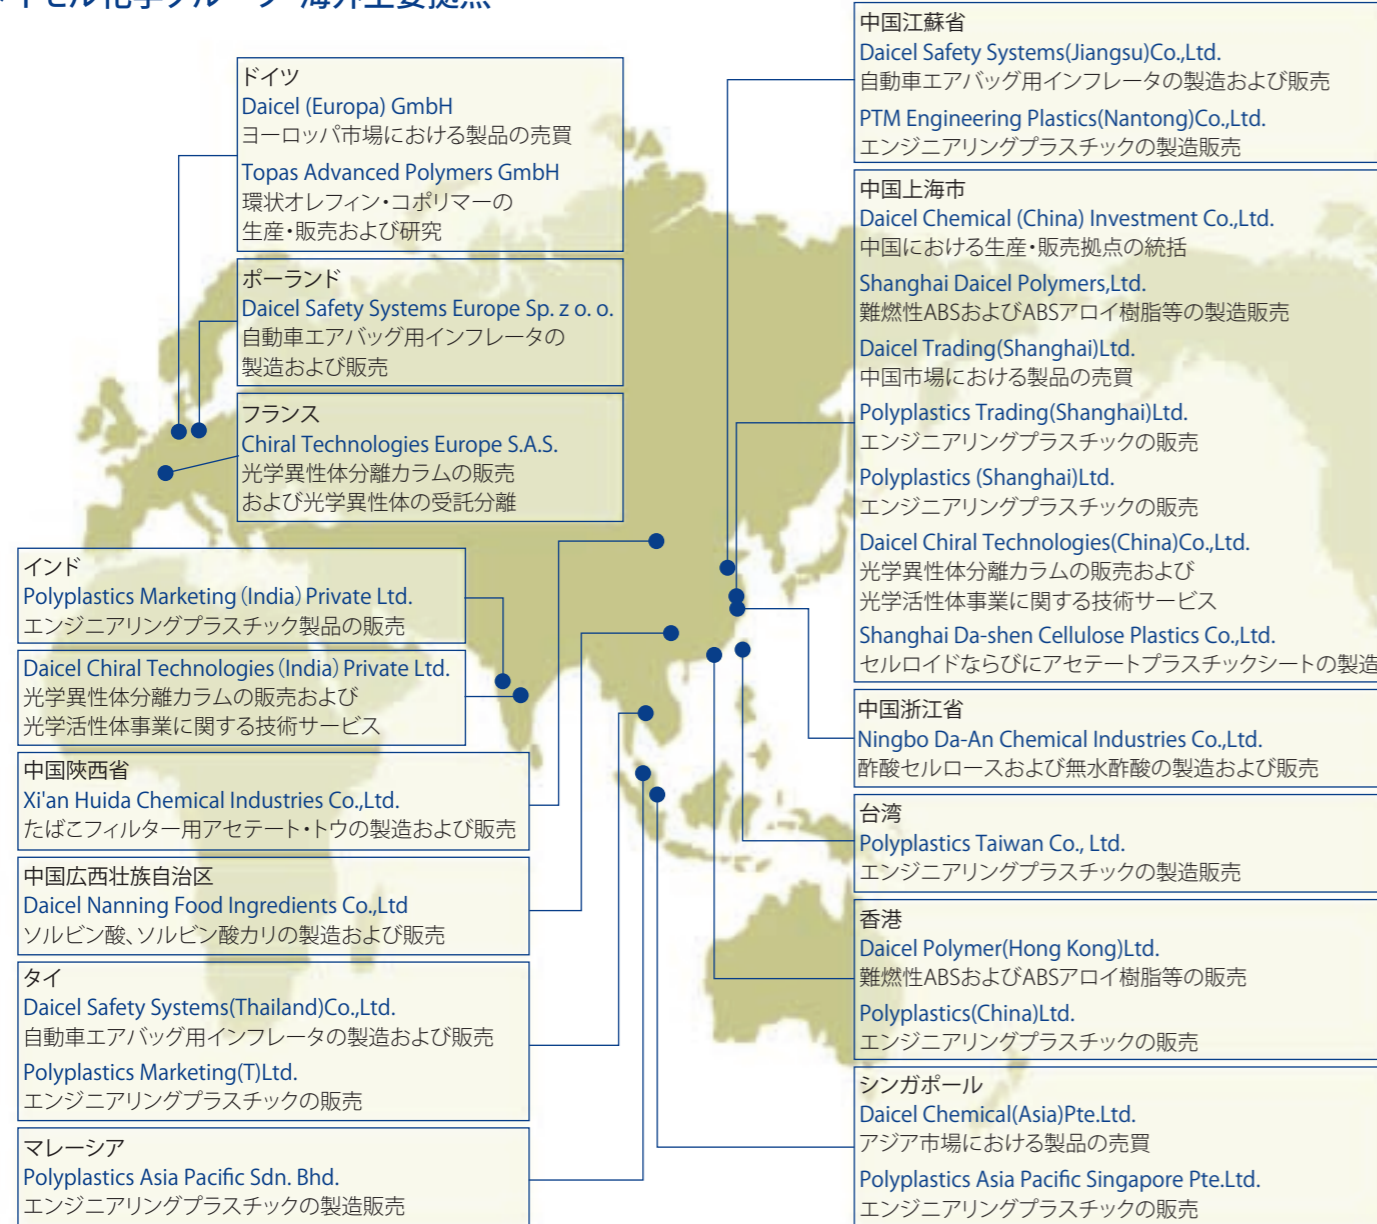 イセル化学グループ 海外主要拠点
ドイツ
Daicel (Europa) GmbH
ヨーロッパ市場における製品の売買
Topas Advanced Polymers GmbH
環状オレフィン・コポリマーの
生産・販売および研究
ポーランド
Daicel Safety Systems Europe Sp. z o. o.
自動車エアバッグ用インフレータの
製造および販売
フランス
Chiral Technologies Europe S.A.S.
光学異性体分離カラムの販売
および光学異性体の受託分離
インド
Polyplastics Marketing (India) Private Ltd.
エンジニアリングプラスチック製品の販売
Daicel Chiral Technologies (India) Private Ltd.
光学異性体分離カラムの販売および
光学活性体事業に関する技術サービス
中国陝西省
Xi'an Huida Chemical Industries Co.,Ltd.
たばこフィルター用アセテート・トウの製造および販売
中国広西壮族自治区
Daicel Nanning Food Ingredients Co.,Ltd
ソルビン酸、ソルビン酸カリの製造および販売
タイ
Daicel Safety Systems(Thailand)Co.,Ltd.
自動車エアバッグ用インフレータの製造および販売
Polyplastics Marketing(T)Ltd.
エンジニアリングプラスチックの販売
マレーシア
Polyplastics Asia Pacific Sdn. Bhd.
エンジニアリングプラスチックの製造販売
中国江蘇省
Daicel Safety Systems(Jiangsu)Co.,Ltd.
自動車エアバッグ用インフレータの製造および販売
PTM Engineering Plastics(Nantong)Co.,Ltd.
エンジニアリングプラスチックの製造販売
中国上海市
Daicel Chemical (China) Investment Co.,Ltd.
中国における生産・販売拠点の統括
Shanghai Daicel Polymers,Ltd.
難燃性ABSおよびABSアロイ樹脂等の製造販売
Daicel Trading(Shanghai)Ltd.
中国市場における製品の売買
Polyplastics Trading(Shanghai)Ltd.
エンジニアリングプラスチックの販売
Polyplastics (Shanghai)Ltd.
エンジニアリングプラスチックの販売
Daicel Chiral Technologies(China)Co.,Ltd.
光学異性体分離カラムの販売および
光学活性体事業に関する技術サービス
Shanghai Da-shen Cellulose Plastics Co.,Ltd.
セルロイドならびにアセテートプラスチックシートの製造
中国浙江省
Ningbo Da-An Chemical Industries Co.,Ltd.
酢酸セルロースおよび無水酢酸の製造および販売
台湾
Polyplastics Taiwan Co., Ltd.
エンジニアリングプラスチックの製造販売
香港
Daicel Polymer(Hong Kong)Ltd.
難燃性ABSおよびABSアロイ樹脂等の販売
Polyplastics(China)Ltd.
エンジニアリングプラスチックの販売
シンガポール
Daicel Chemical(Asia)Pte.Ltd.
アジア市場における製品の売買
Polyplastics Asia Pacific Singapore Pte.Ltd.
エンジニアリングプラスチックの販売